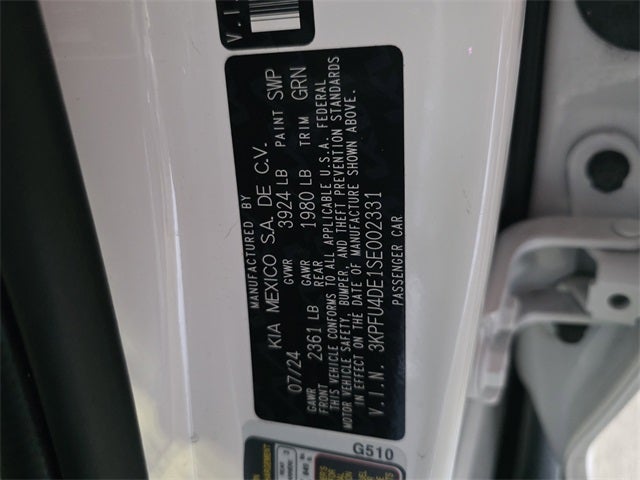 V.I.N
MANUFACTURED BY
KIA MEXICO S.A. DE C.V.
07/24 GVWR 3924 LB PAINT SWP
GAWR FRONT 2361 LB GAWR REAR 1980 LB TRIM GRN
THIS VEHICLE CONFORMS TO ALL APPLICABLE U.S.A. FEDERAL
MOTOR VEHICLE SAFETY, BUMPER, AND THEFT PREVENTION STANDARDS
IN EFFECT ON THE DATE OF MANUFACTURE SHOWN ABOVE.
V.I.N. 3KPFU4DE1SE002331
PASSENGER CAR
G510